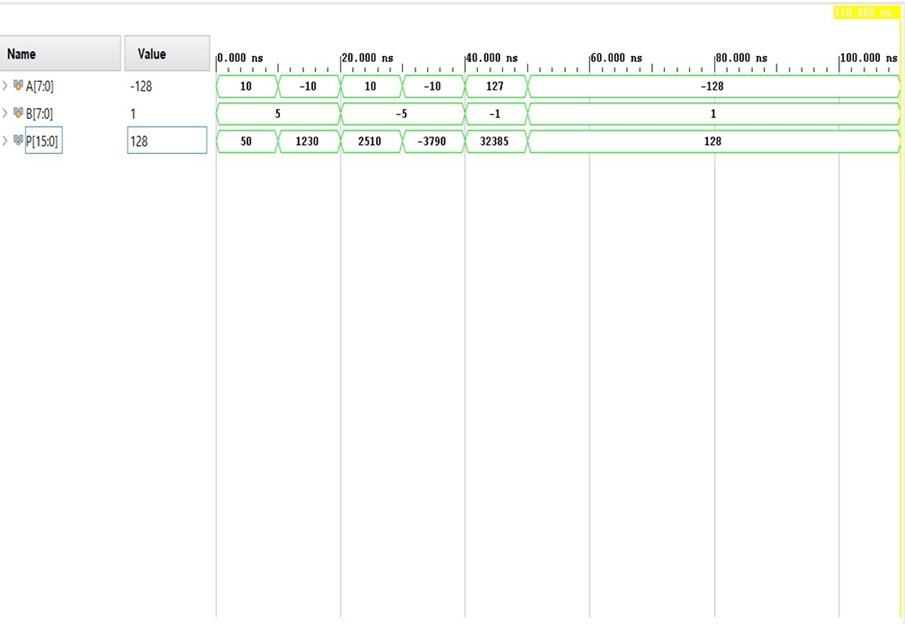 110.000 ns
Name Value
0.000 ns 20.000 ns 40.000 ns 60.000 ns 80.000 ns 100.000 ns
A[7:0] -128 10 -10 10 -10 127 -128
B[7:0] 1 5 -5 -1 1
P[15:0] 128 50 1230 2510 -3790 32385 128